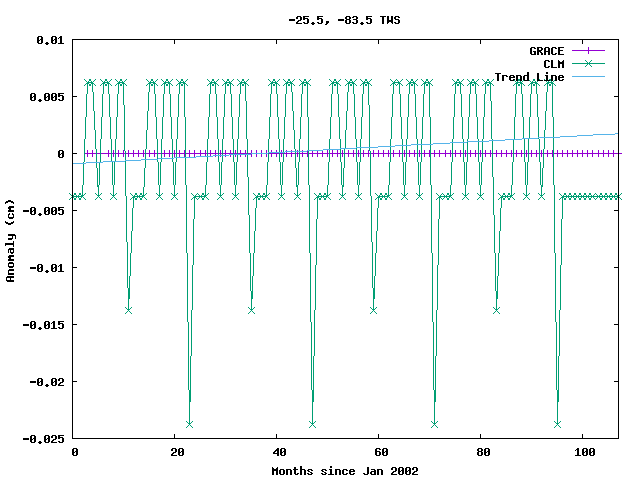 -25.5, -83.5 TWS
0.01
0.005
0
-0.005
-0.01
-0.015
-0.02
-0.025
Anomaly (cm)
GRACE
CLM
Trend Line
0 20 40 60 80 100
Months since Jan 2002